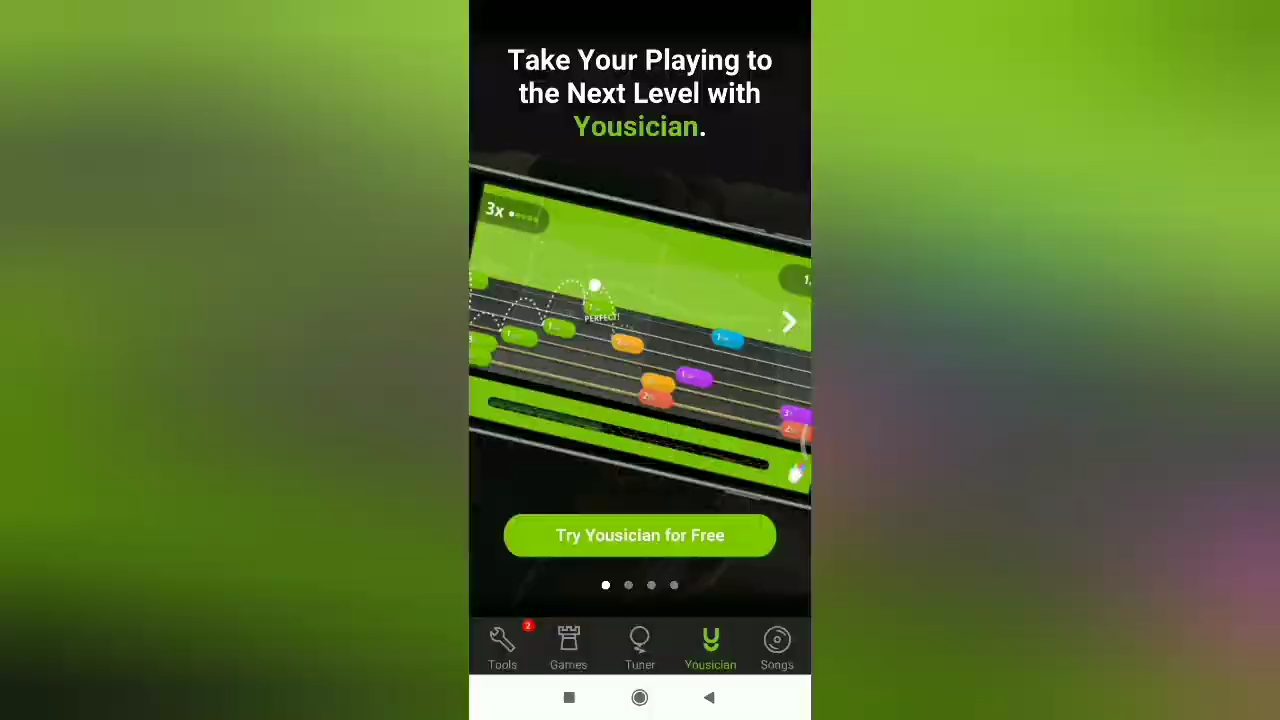 Take Your Playing to
the Next Level with
Yousician.
3x
PERFECT!
Try Yousician for Free
2
Tools
Games
Tuner
Yousician
Songs